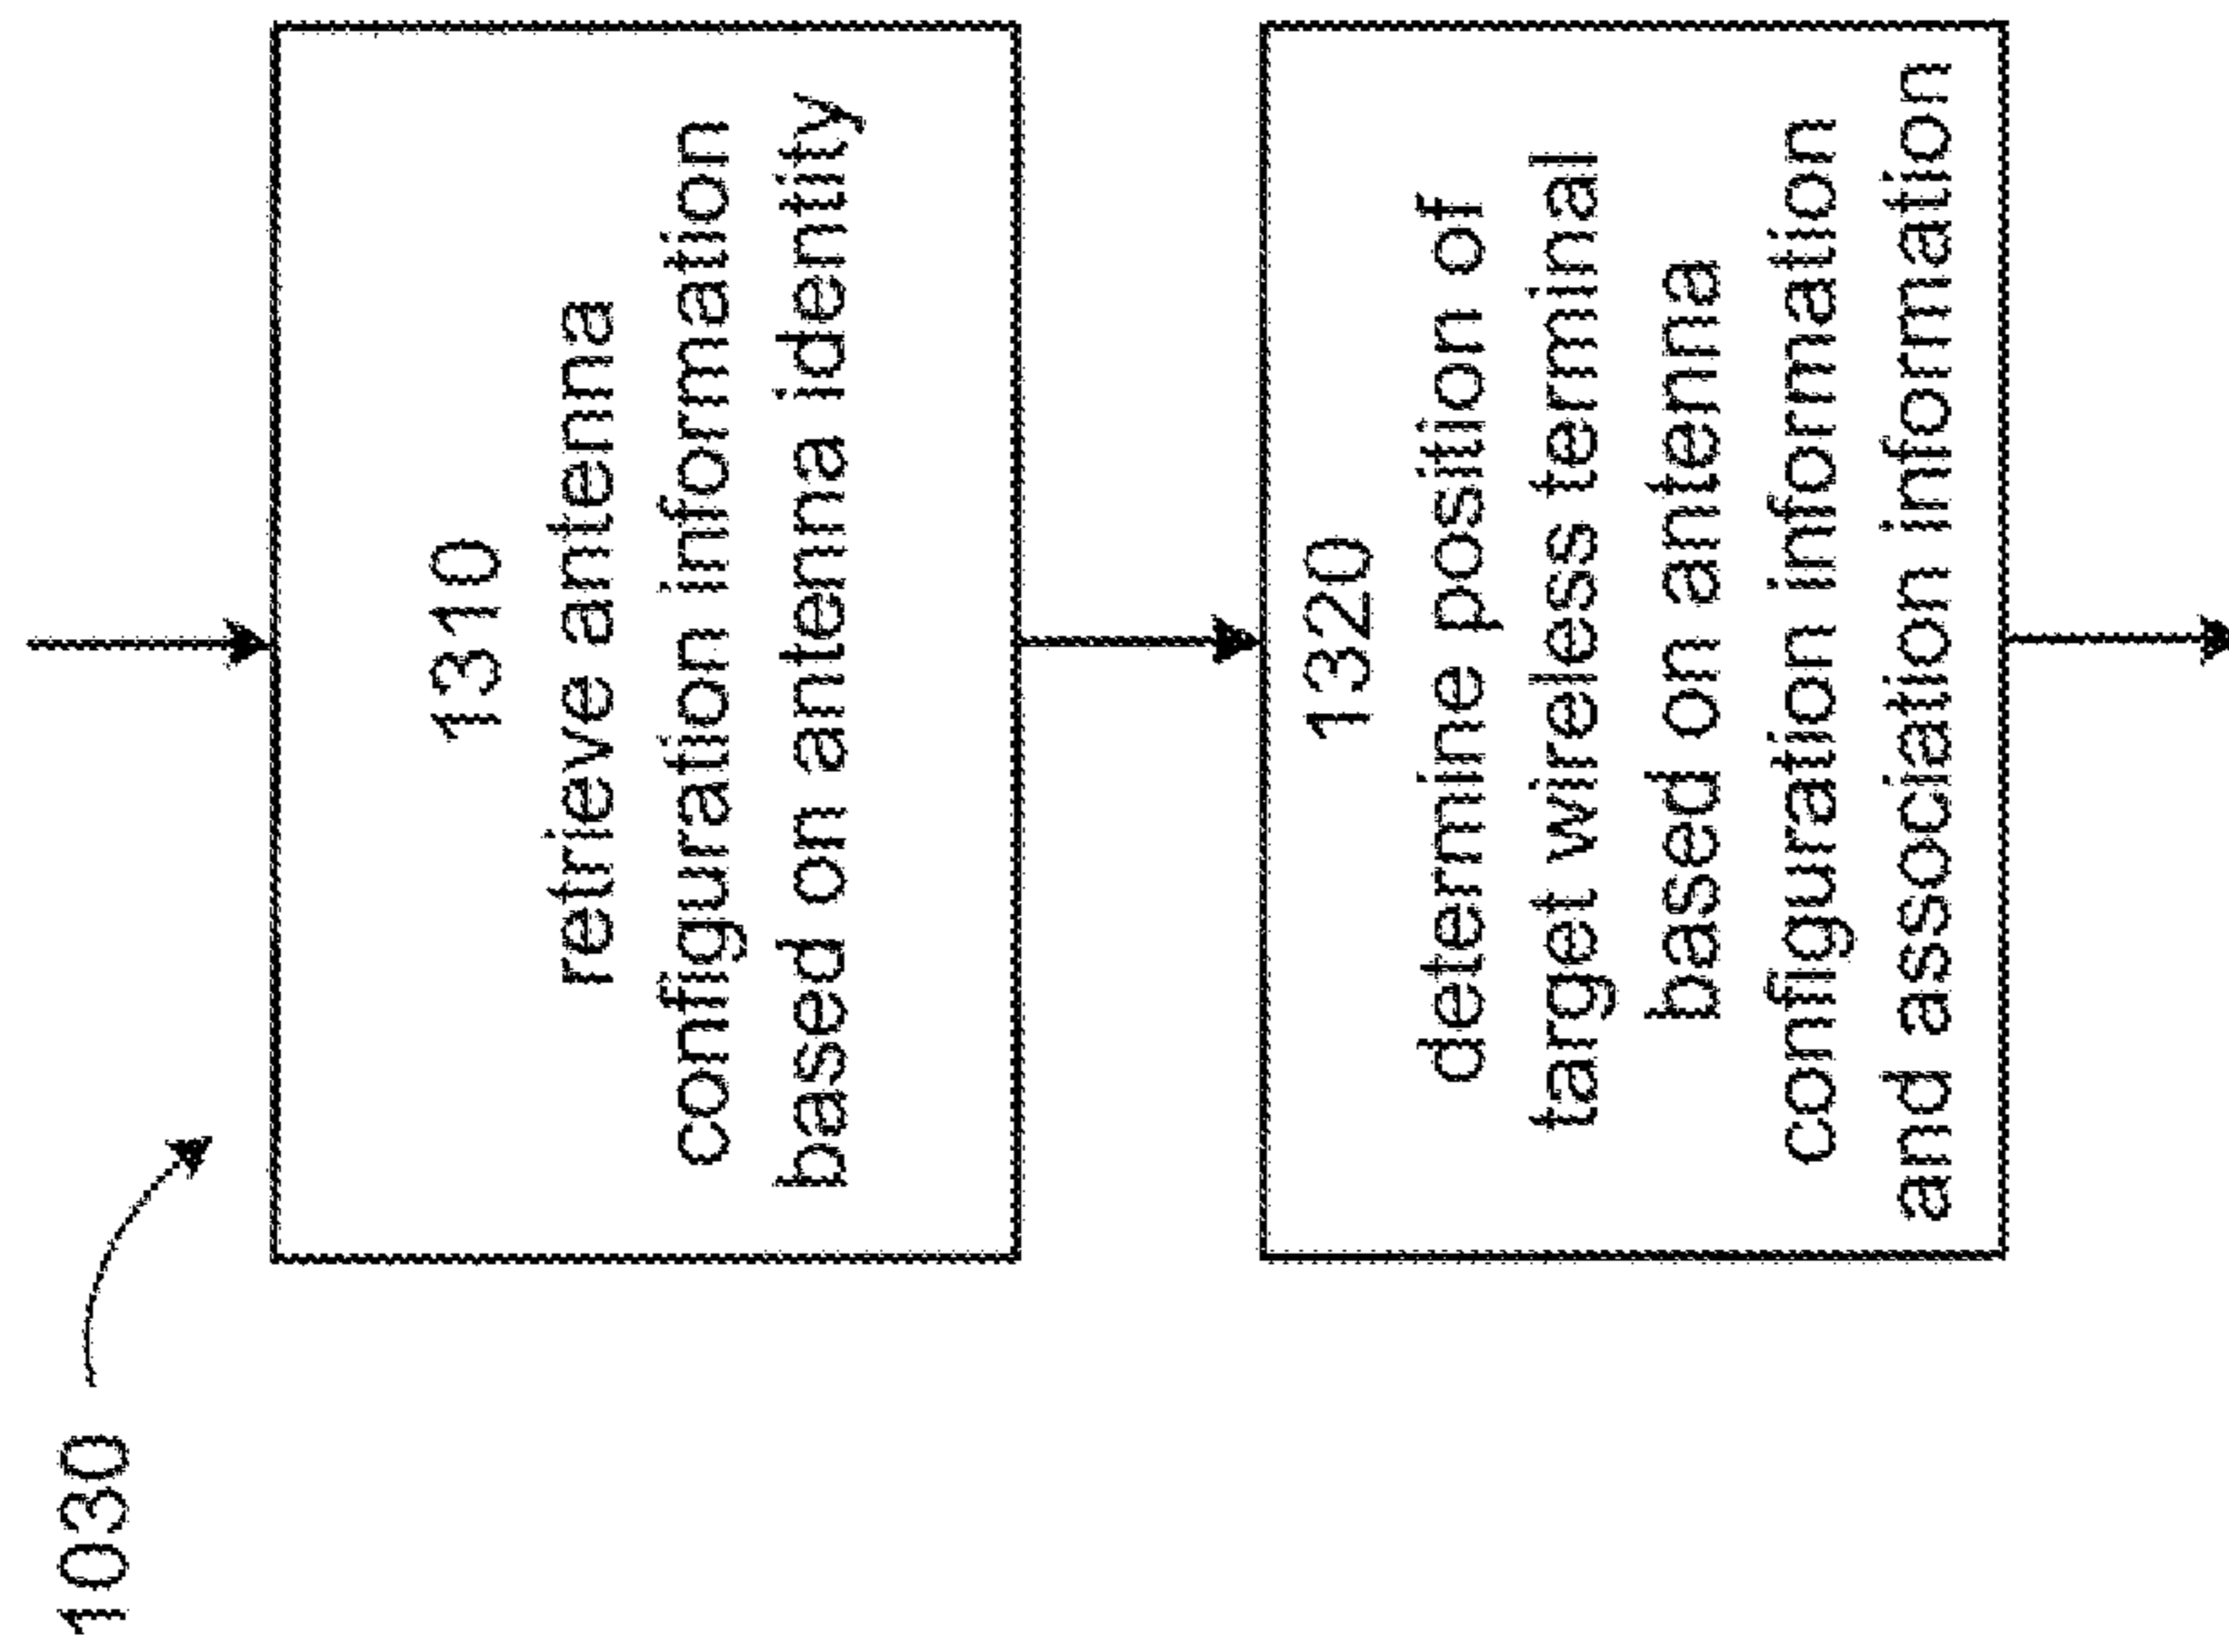 1030
1310
retrieve antenna
configuration information
based on antenna identity
1320
determine position of
target wireless terminal
based on antenna
configuration information
and association information